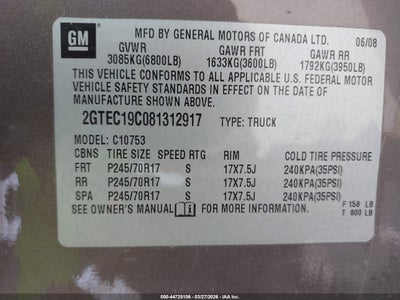 GM
MFD BY GENERAL MOTORS OF CANADA LTD. 06/08
GVWR GAWR FRT GAWR RR
3085KG(6800LB) 1633KG(3600LB) 1792KG(3950LB)
THIS VEHICLE CONFORMS TO ALL APPLICABLE U.S. FEDERAL MOTOR
VEHICLE SAFETY STANDARDS IN EFFECT ON THE DATE OF
MANUFACTURE SHOWN ABOVE.
2GTEC19C081312917 TYPE: TRUCK
MODEL: C10753
CBNS TIRE SIZE SPEED RTG RIM COLD TIRE PRESSURE
FRT P245/70R17 S 17X7.5J 240KPA(35PSI)
RR P245/70R17 S 17X7.5J 240KPA(35PSI)
SPA P245/70R17 S 17X7.5J 240KPA(35PSI)
SEE OWNER'S MANUAL FOR MORE INFORMATION.
F 158 LB
T 800 LB
000-44725106 - 03/27/2026 - 000000